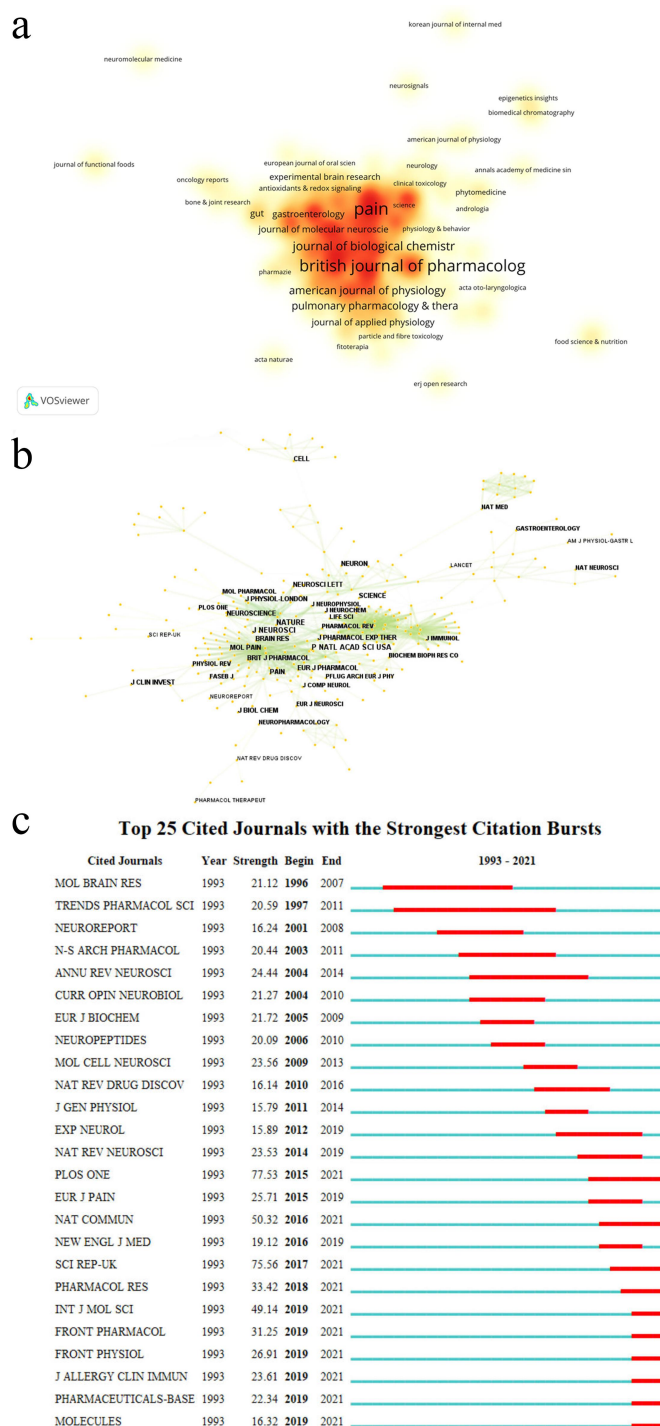 a
korean journal of internal med
neuromolecular medicine
neurosignals
epigenetics insights
biomedical chromatography
american journal of physiology
journal of functional foods
european journal of oral scien
neurology
annals academy of medicine sin
oncology reports
experimental brain research
antioxidants & redox signaling
clinical toxicology
phytomedicine
bone & joint research
gut
gastroenterology
pain
science
andrologia
journal of molecular neuroscie
physiology & behavior
journal of biological chemistr
british journal of pharmacolog
pharmazie
american journal of physiology
acta oto-laryngologica
pulmonary pharmacology & thera
journal of applied physiology
particle and fibre toxicology
food science & nutrition
fitoterapia
acta naturae
erj open research
VOSviewer
b
CELL
NAT MED
GASTROENTEROLOGY
AM J PHYSIOL-GASTR L
NEURON
LANCET
NAT NEUROSCI
NEUROSCI LETT
MOL PHARMACOL
J PHYSIOL-LONDON
SCIENCE
PLOS ONE
NEUROSCIENCE
J NEUROPHYSIOL
J NEUROCHEM
LIFE SCI
NATURE
PHARMACOL REV
J NEUROSCI
SCI REP-UK
BRAIN RES
J PHARMACOL EXP THER
J IMMUNOL
MOL PAIN
P NATL ACAD SCI USA
BRIT J PHARMACOL
BIOCHEM BIOPH RES CO
PHYSIOL REV
EUR J PHARMACOL
FASEB J
PAIN
PFLUG ARCH EUR J PHY
J CLIN INVEST
J COMP NEUROL
NEUROREPORT
EUR J NEUROSCI
J BIOL CHEM
NEUROPHARMACOLOGY
NAT REV DRUG DISCOV
PHARMACOL THERAPEUT
c
Top 25 Cited Journals with the Strongest Citation Bursts
Cited Journals Year Strength Begin End 1993 - 2021
MOL BRAIN RES 1993 21.12 1996 2007
TRENDS PHARMACOL SCI 1993 20.59 1997 2011
NEUROREPORT 1993 16.24 2001 2008
N-S ARCH PHARMACOL 1993 20.44 2003 2011
ANNU REV NEUROSCI 1993 24.44 2004 2014
CURR OPIN NEUROBIOL 1993 21.27 2004 2010
EUR J BIOCHEM 1993 21.72 2005 2009
NEUROPEPTIDES 1993 20.09 2006 2010
MOL CELL NEUROSCI 1993 23.56 2009 2013
NAT REV DRUG DISCOV 1993 16.14 2010 2016
J GEN PHYSIOL 1993 15.79 2011 2014
EXP NEUROL 1993 15.89 2012 2019
NAT REV NEUROSCI 1993 23.53 2014 2019
PLOS ONE 1993 77.53 2015 2021
EUR J PAIN 1993 25.71 2015 2019
NAT COMMUN 1993 50.32 2016 2021
NEW ENGL J MED 1993 19.12 2016 2019
SCI REP-UK 1993 75.56 2017 2021
PHARMACOL RES 1993 33.42 2018 2021
INT J MOL SCI 1993 49.14 2019 2021
FRONT PHARMACOL 1993 31.25 2019 2021
FRONT PHYSIOL 1993 26.91 2019 2021
J ALLERGY CLIN IMMUN 1993 23.61 2019 2021
PHARMACEUTICALS-BASE 1993 22.34 2019 2021
MOLECULES 1993 16.32 2019 2021